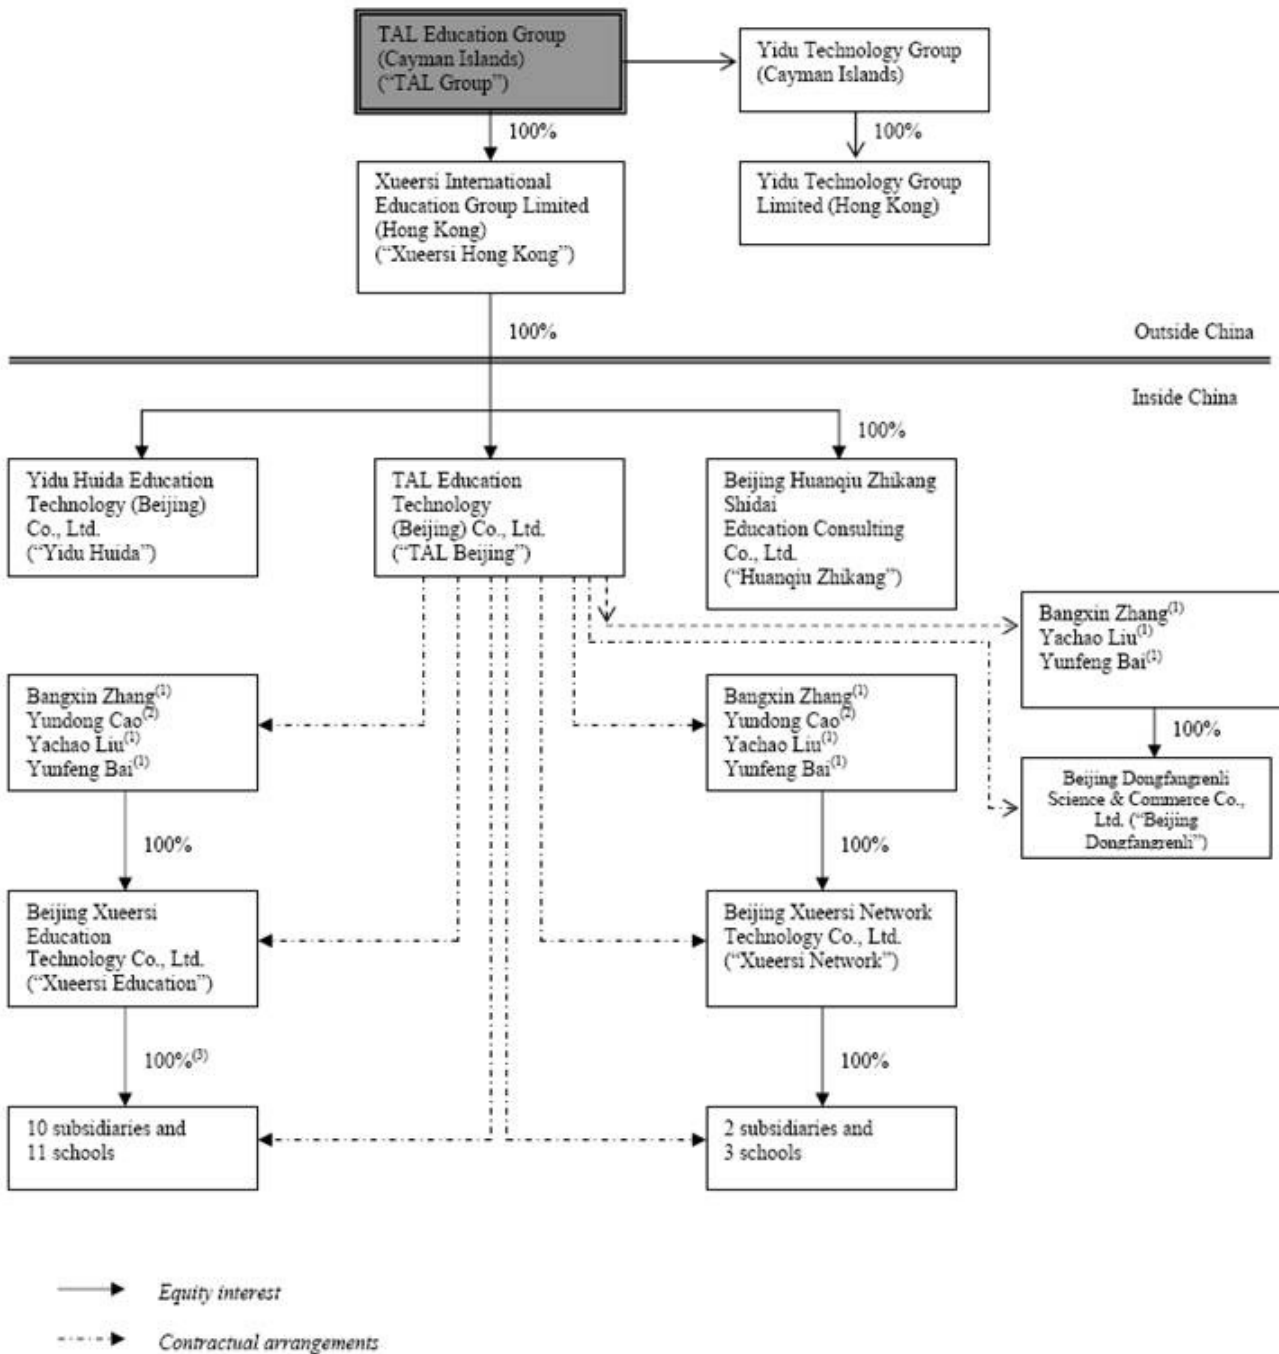 TAL Education Group
(Cayman Islands)
(“TAL Group”)
Yidu Technology Group
(Cayman Islands)
100%
100%
Xueersi International
Education Group Limited
(Hong Kong)
(“Xueersi Hong Kong”)
Yidu Technology Group
Limited (Hong Kong)
100%
Outside China
Inside China
100%
Yidu Huida Education
Technology (Beijing)
Co., Ltd.
(“Yidu Huida”)
TAL Education
Technology
(Beijing) Co., Ltd.
(“TAL Beijing”)
Beijing Huanqiu Zhikang
Shidai
Education Consulting
Co., Ltd.
(“Huanqiu Zhikang”)
Bangxin Zhang(1)
Yachao Liu(1)
Yunfeng Bai(1)
Bangxin Zhang(1)
Yundong Cao(2)
Yachao Liu(1)
Yunfeng Bai(1)
Bangxin Zhang(1)
Yundong Cao(2)
Yachao Liu(1)
Yunfeng Bai(1)
100%
Beijing Dongfangrenli
Science & Commerce Co.,
Ltd. (“Beijing
Dongfangrenli”)
100%
100%
Beijing Xueersi
Education
Technology Co., Ltd.
(“Xueersi Education”)
Beijing Xueersi Network
Technology Co., Ltd.
(“Xueersi Network”)
100%(3)
100%
10 subsidiaries and
11 schools
2 subsidiaries and
3 schools
Equity interest
Contractual arrangements